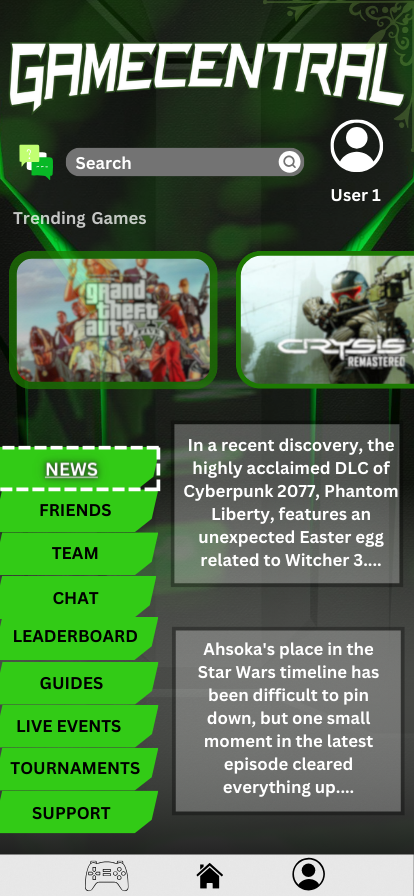 GAMECENTRAL
Search
User 1
Trending Games
grand
theft
auto
V
CRYSIS
REMASTERED
NEWS
FRIENDS
TEAM
CHAT
LEADERBOARD
GUIDES
LIVE EVENTS
TOURNAMENTS
SUPPORT
In a recent discovery, the
highly acclaimed DLC of
Cyberpunk 2077, Phantom
Liberty, features an
unexpected Easter egg
related to Witcher 3....
Ahsoka's place in the
Star Wars timeline has
been difficult to pin
down, but one small
moment in the latest
episode cleared
everything up....